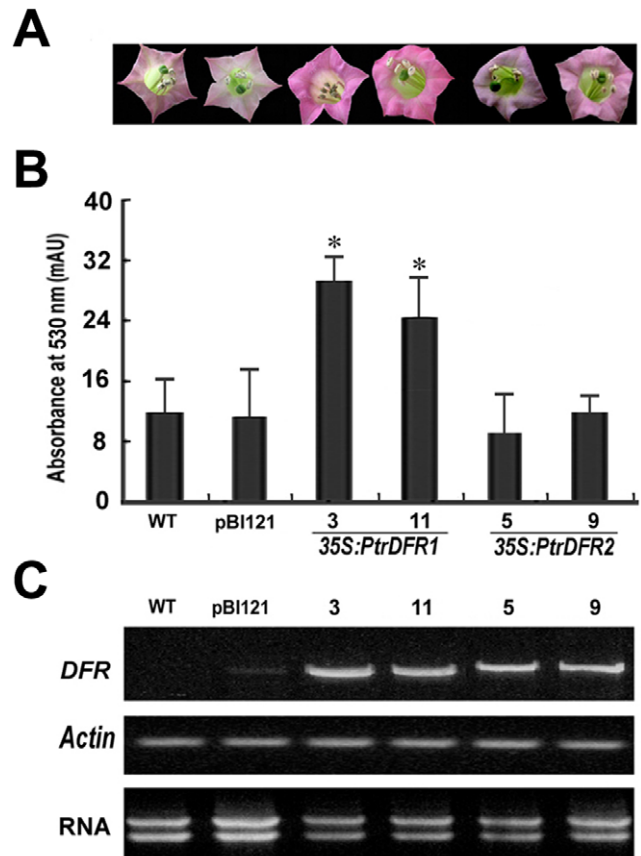 A
B
Absorbance at 530 nm (mAU)
40
32
24
16
8
0
* *
WT pBI121 3 11 5 9
35S:PtrDFR1 35S:PtrDFR2
C
WT pBI121 3 11 5 9
DFR
Actin
RNA